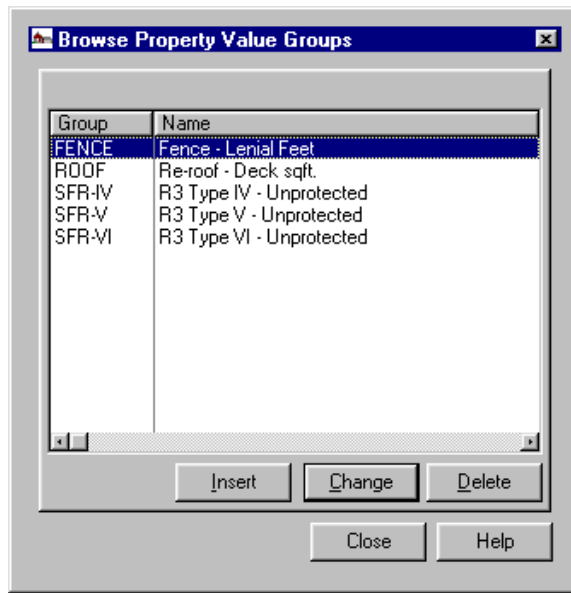 Browse Property Value Groups
Group Name
FENCE Fence - Lenial Feet
ROOF Re-roof - Deck sqft.
SFR-IV R3 Type IV - Unprotected
SFR-V R3 Type V - Unprotected
SFR-VI R3 Type VI - Unprotected
Insert Change Delete
Close Help